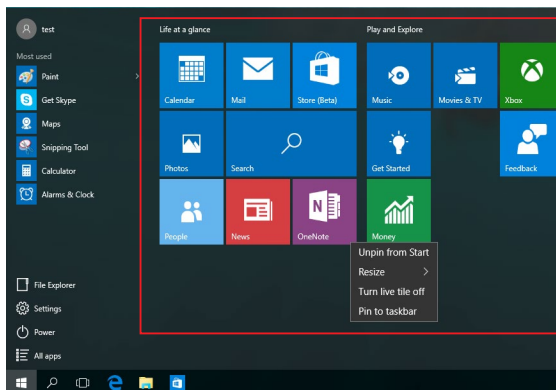 test
Life at a glance
Play and Explore
Most used
Paint
Get Skype
Maps
Snipping Tool
Calculator
Alarms & Clock
Calendar
Mail
Store (Beta)
Music
Movies & TV
Xbox
Photos
Search
Get Started
Feedback
People
News
OneNote
Money
Unpin from Start
Resize
Turn live tile off
Pin to taskbar
File Explorer
Settings
Power
All apps